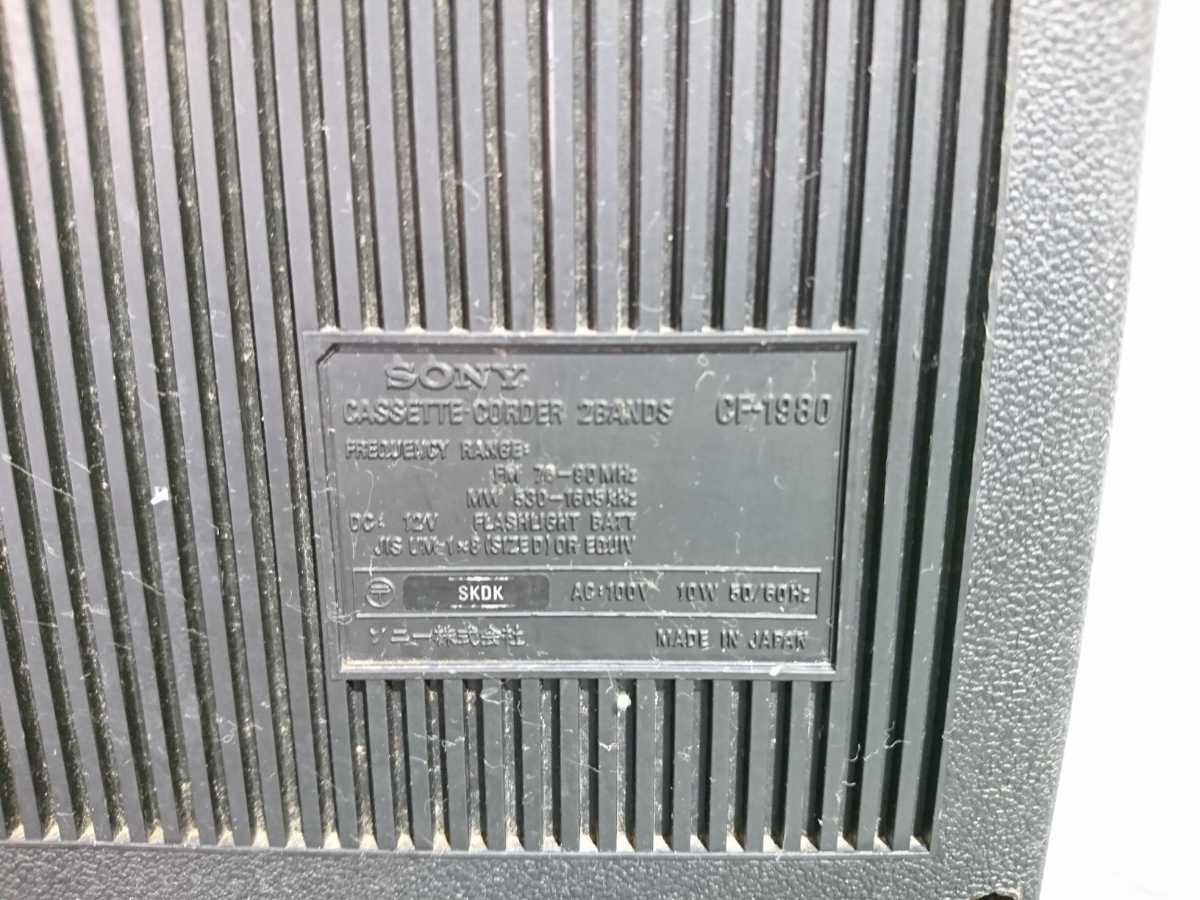 SONY
CASSETTE-CORDER 2BANDS CF-1980
FREQUENCY RANGE:
FM 76-90MHz
MW 530-1605kHz
DC: 12V FLASHLIGHT BATT
JIS UM-1×8(SIZE D) OR EQUIV
〒 SKDK AC:100V 10W 50/60Hz
ソニー株式会社 MADE IN JAPAN